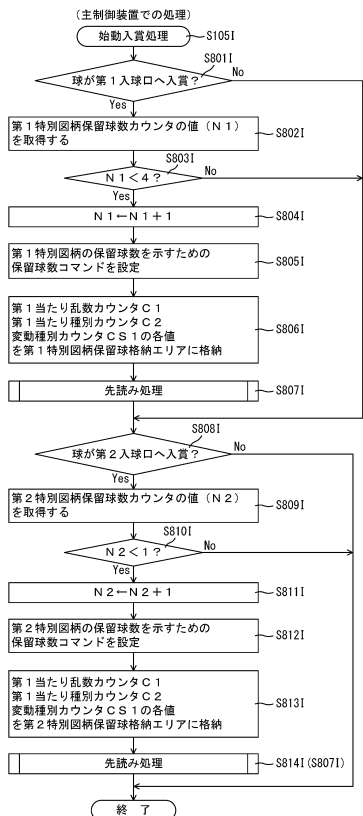 （主制御装置での処理）
始動入賞処理
S105I
S801I
球が第１入球口へ入賞？
No
Yes
第１特別図柄保留球数カウンタの値（Ｎ１）
を取得する
S802I
S803I
Ｎ１＜４？
No
Yes
Ｎ１←Ｎ１＋１
S804I
第１特別図柄の保留球数を示すための
保留球数コマンドを設定
S805I
第１当たり乱数カウンタＣ１
第１当たり種別カウンタＣ２
変動種別カウンタＣＳ１の各値
を第１特別図柄保留球格納エリアに格納
S806I
先読み処理
S807I
S808I
球が第２入球口へ入賞？
No
Yes
第２特別図柄保留球数カウンタの値（Ｎ２）
を取得する
S809I
S810I
Ｎ２＜１？
No
Yes
Ｎ２←Ｎ２＋１
S811I
第２特別図柄の保留球数を示すための
保留球数コマンドを設定
S812I
第１当たり乱数カウンタＣ１
第１当たり種別カウンタＣ２
変動種別カウンタＣＳ１の各値
を第２特別図柄保留球格納エリアに格納
S813I
先読み処理
S814I(S807I)
終 了